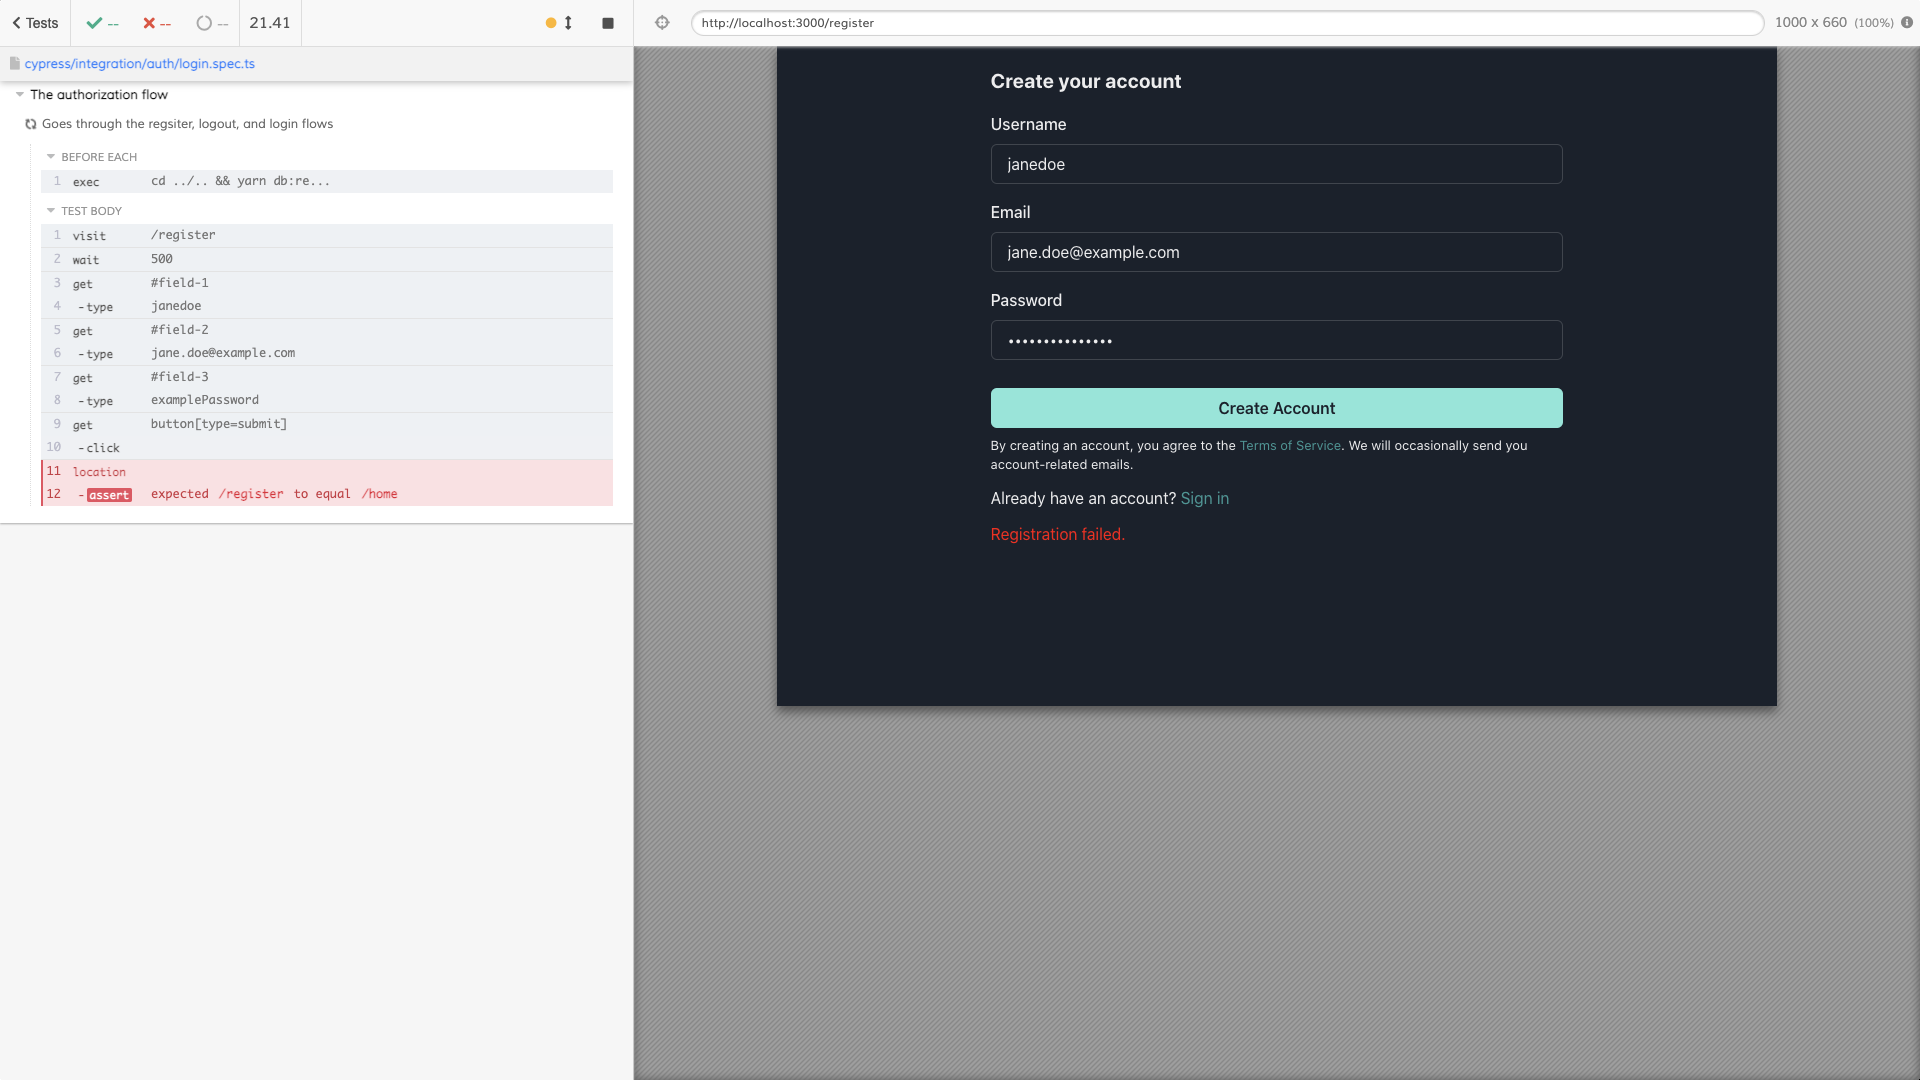 Tests
--
--
--
21.41
http://localhost:3000/register
1000 x 660 (100%)
cypress/integration/auth/login.spec.ts
The authorization flow
Goes through the regsiter, logout, and login flows
BEFORE EACH
1 exec cd ../.. && yarn db:re...
TEST BODY
1 visit /register
2 wait 500
3 get #field-1
4 -type janedoe
5 get #field-2
6 -type jane.doe@example.com
7 get #field-3
8 -type examplePassword
9 get button[type=submit]
10 -click
11 location
12 -assert expected /register to equal /home
Create your account
Username
janedoe
Email
jane.doe@example.com
Password
•••••••••••••••
Create Account
By creating an account, you agree to the Terms of Service. We will occasionally send you
account-related emails.
Already have an account? Sign in
Registration failed.